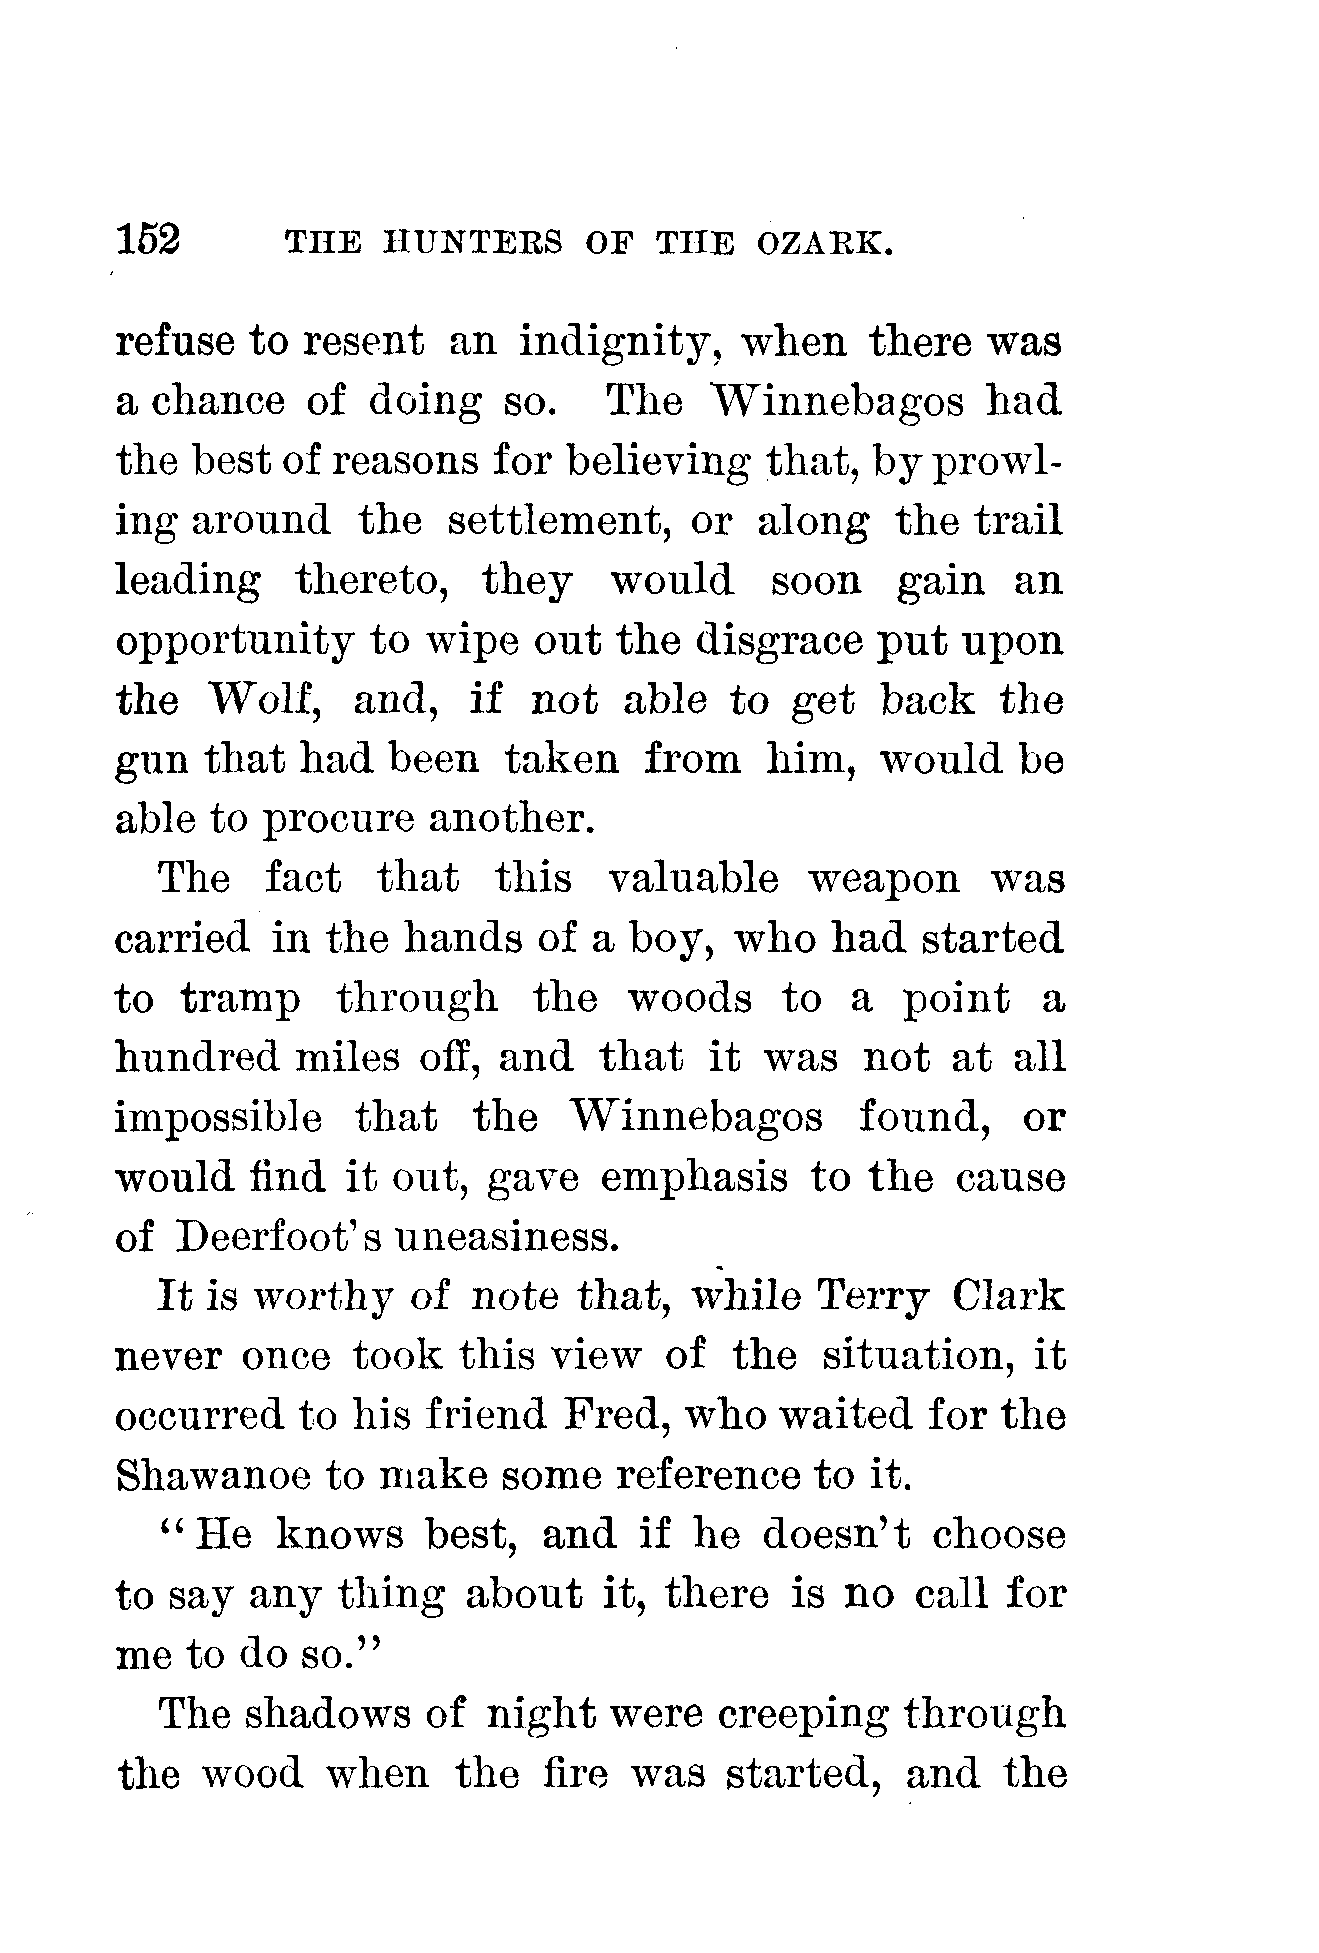 152 THE HUNTERS OF THE OZARK.
refuse to resent an indignity, when there was
a chance of doing so. The Winnebagos had
the best of reasons for believing that, by prowl-
ing around the settlement, or along the trail
leading thereto, they would soon gain an
opportunity to wipe out the disgrace put upon
the Wolf, and, if not able to get back the
gun that had been taken from him, would be
able to procure another.
The fact that this valuable weapon was
carried in the hands of a boy, who had started
to tramp through the woods to a point a
hundred miles off, and that it was not at all
impossible that the Winnebagos found, or
would find it out, gave emphasis to the cause
of Deerfoot's uneasiness.
It is worthy of note that, while Terry Clark
never once took this view of the situation, it
occurred to his friend Fred, who waited for the
Shawanoe to make some reference to it.
"He knows best, and if he doesn't choose
to say any thing about it, there is no call for
me to do so."
The shadows of night were creeping through
the wood when the fire was started, and the